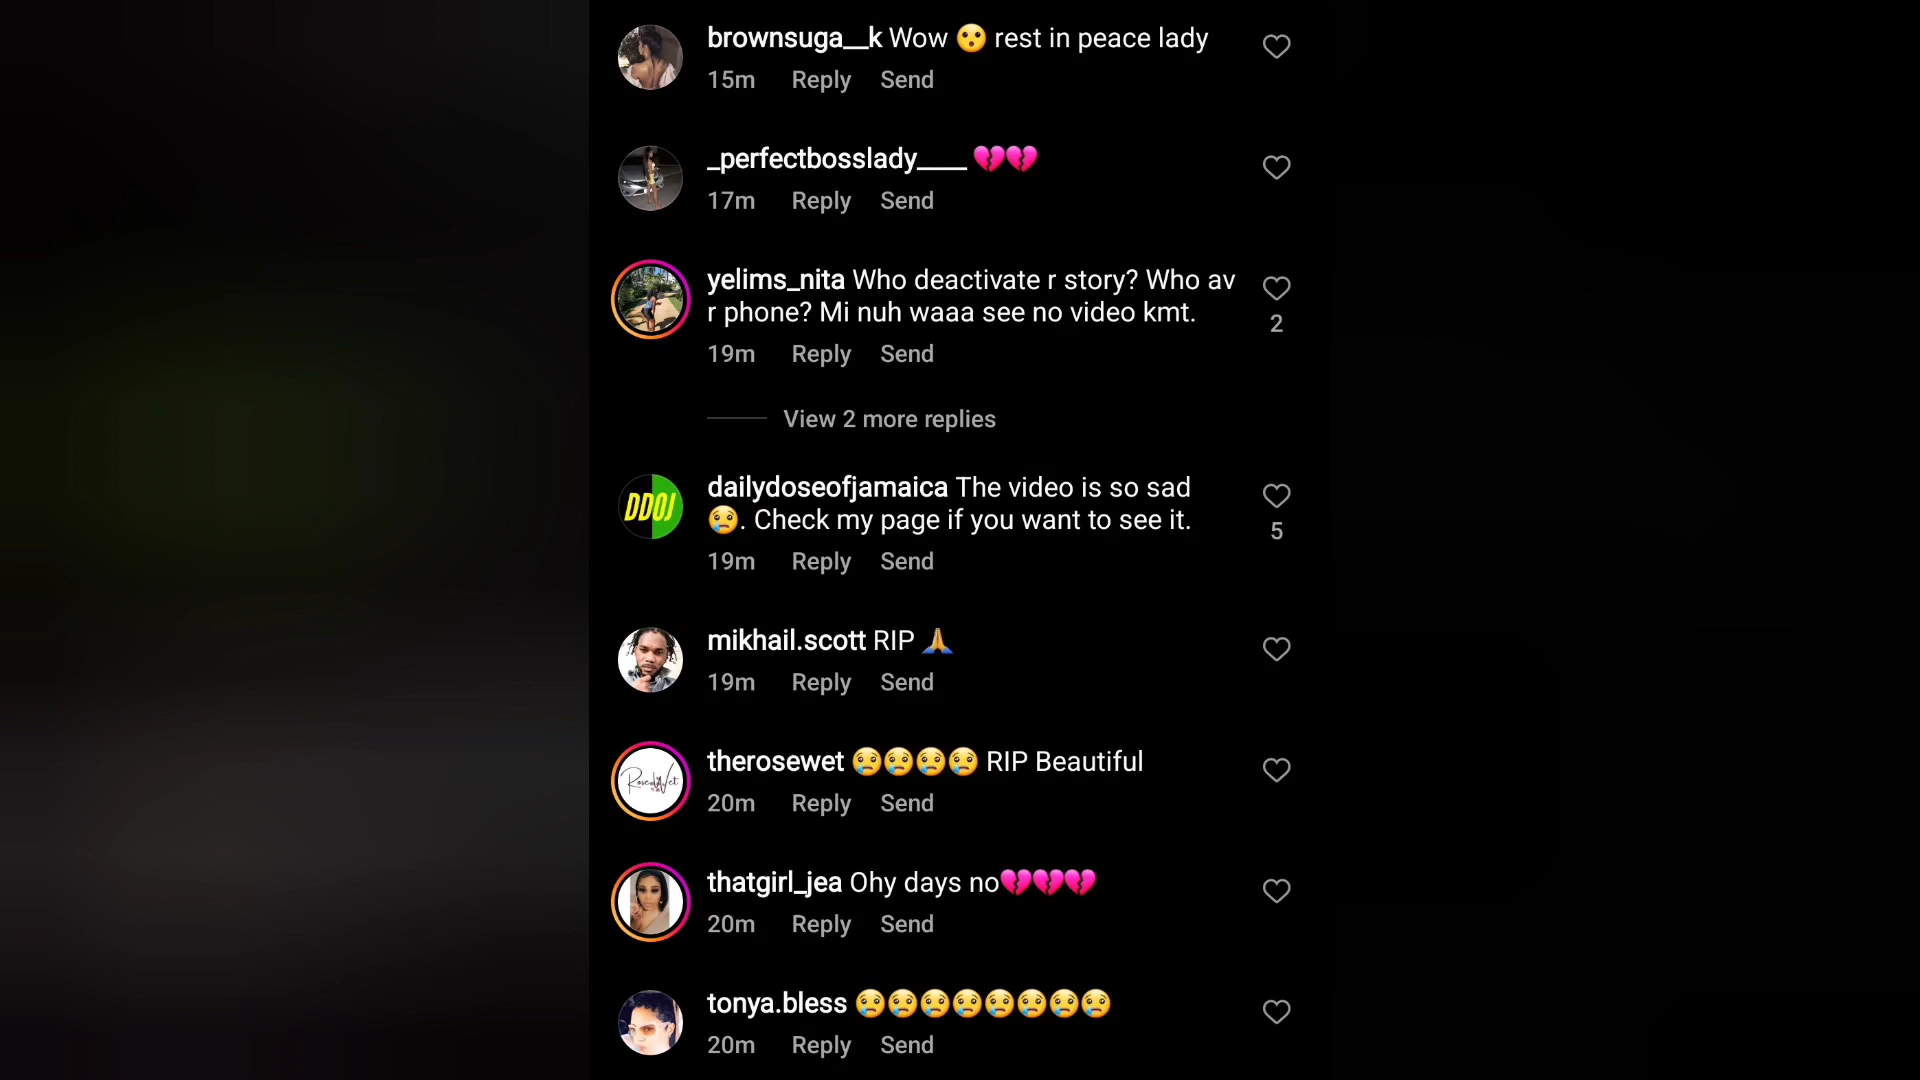 brownsuga__k Wow 😮 rest in peace lady
15m Reply Send
_perfectbosslady____ 💔💔
17m Reply Send
yelims_nita Who deactivate r story? Who av
r phone? Mi nuh waaa see no video kmt.
2
19m Reply Send
View 2 more replies
DDOJ
dailydoseofjamaica The video is so sad
😢. Check my page if you want to see it.
5
19m Reply Send
mikhail.scott RIP 🙏
19m Reply Send
therosewet 😢😢😢😢 RIP Beautiful
20m Reply Send
thatgirl_jea Ohy days no💔💔💔
20m Reply Send
tonya.bless 😢😢😢😢😢😢😢😢
20m Reply Send